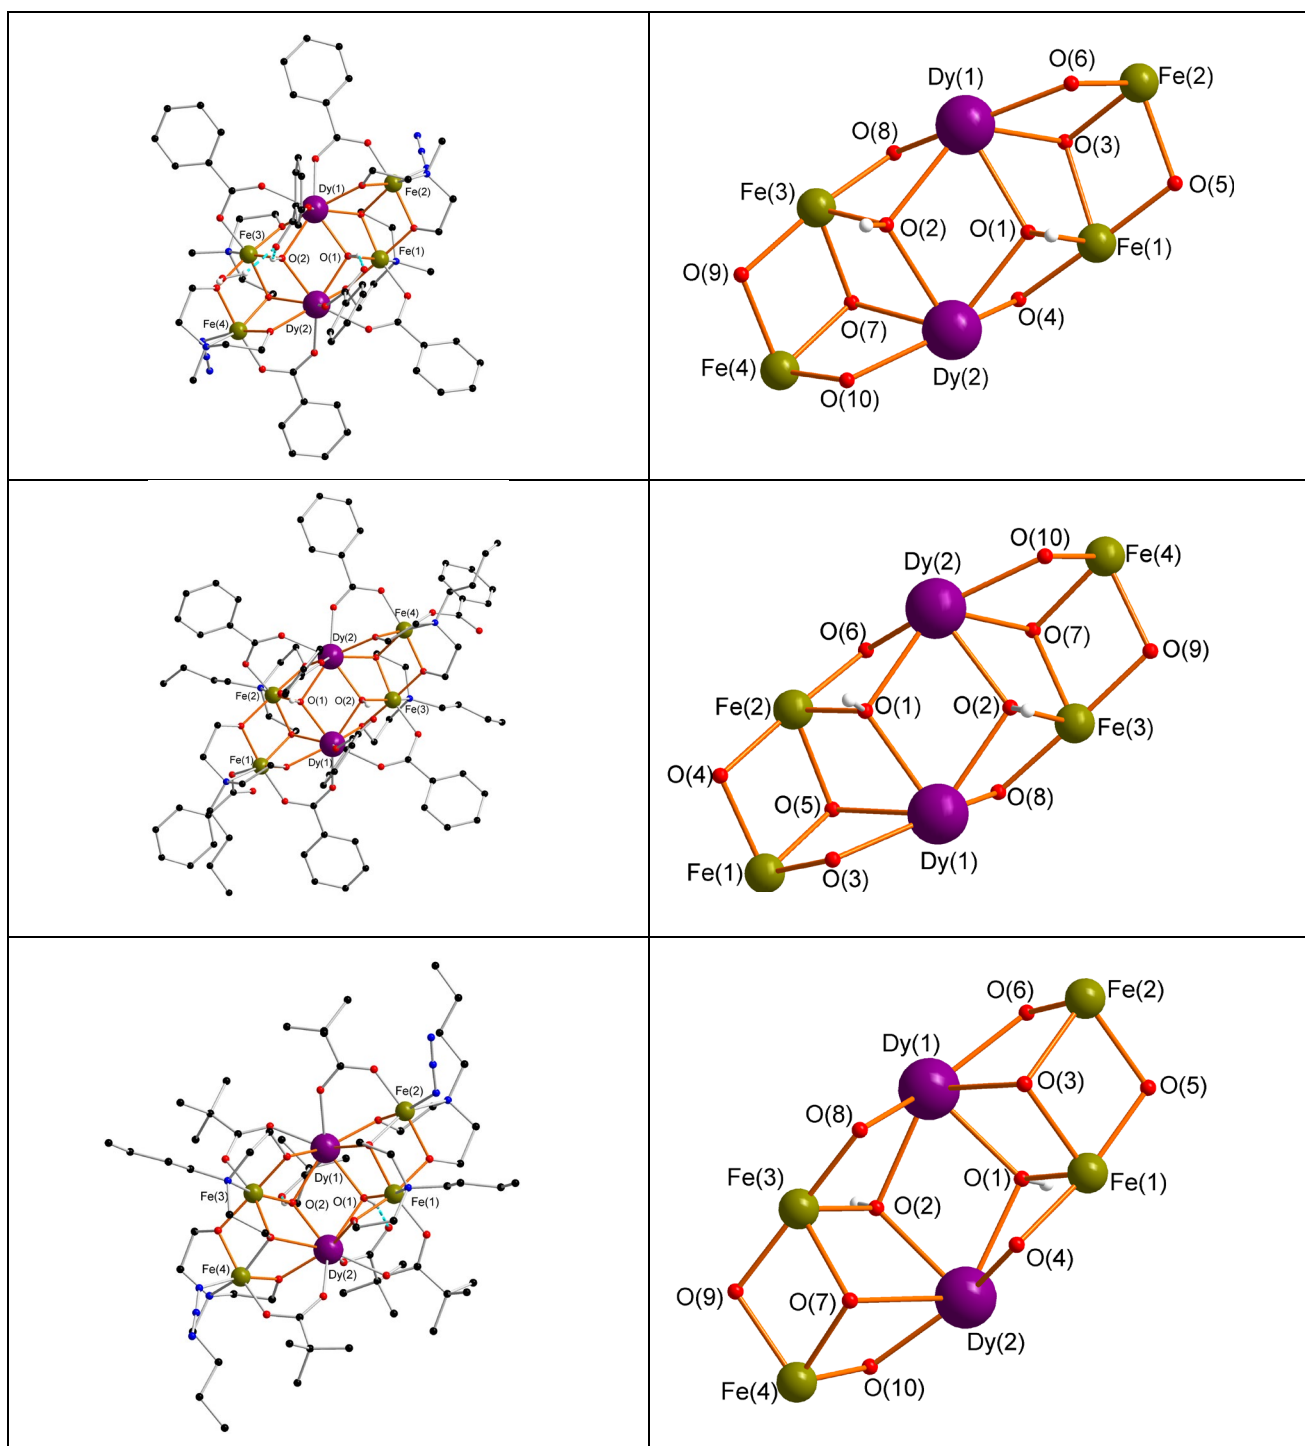 Dy(1)
Fe(2)
Fe(3)
O(2)
O(1)
Fe(1)
Fe(4)
Dy(2)
O(6)
Fe(2)
Dy(1)
O(8)
O(3)
Fe(3)
O(5)
O(2)
O(1)
Fe(1)
O(9)
O(7)
O(4)
Fe(4)
Dy(2)
O(10)
Fe(4)
Dy(2)
Fe(2)
O(1)
O(2)
Fe(3)
Fe(1)
Dy(1)
O(10)
Fe(4)
Dy(2)
O(6)
O(7)
O(9)
Fe(2)
O(1)
O(2)
Fe(3)
O(4)
O(5)
O(8)
Fe(1)
O(3)
Dy(1)
Fe(2)
Dy(1)
Fe(3)
O(2)
O(1)
Fe(1)
Fe(4)
Dy(2)
O(6)
Fe(2)
Dy(1)
O(3)
O(5)
O(8)
Fe(3)
O(1)
Fe(1)
O(2)
O(4)
O(9)
O(7)
Dy(2)
Fe(4)
O(10)